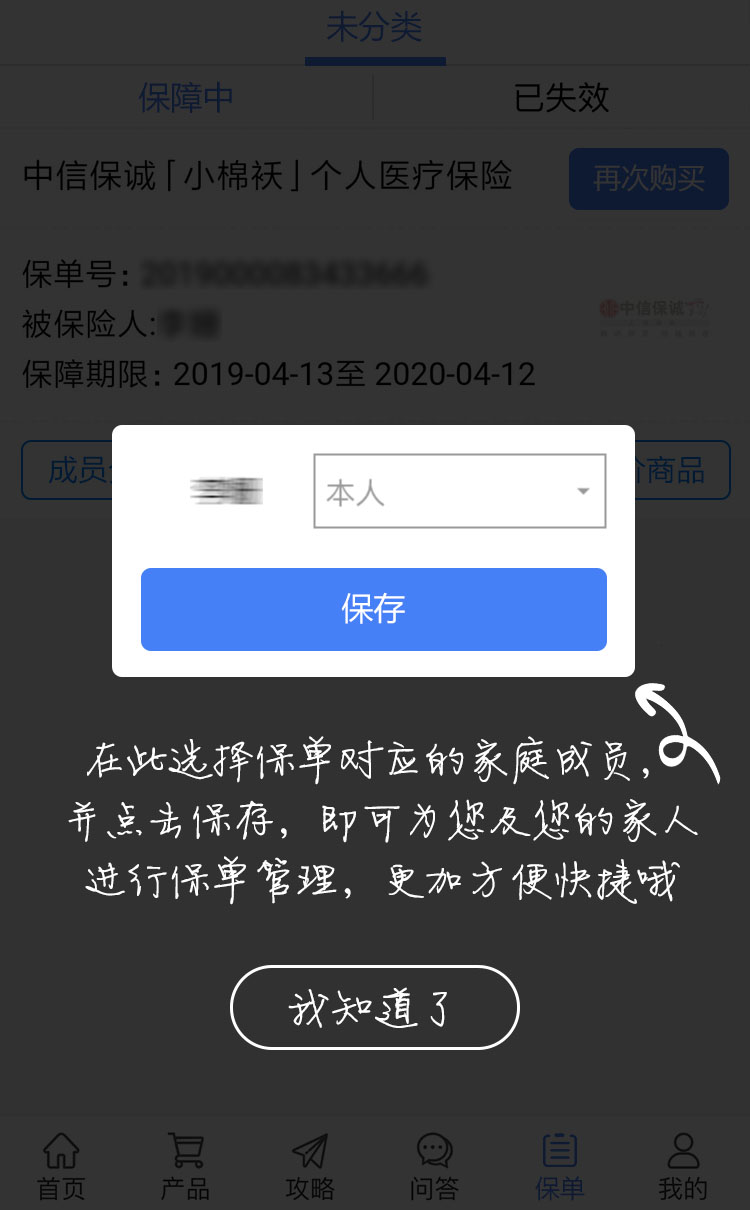 未分类
保障中
已失效
中信保诚「小棉袄」个人医疗保险
再次购买
保单号:
被保险人:
中信保诚
保障期限: 2019-04-13至 2020-04-12
成员
商品
本人
保存
在此选择保单对应的家庭成员,
并点击保存, 即可为您及您的家人
进行保单管理, 更加方便快捷哦
我知道了
首页
产品
攻略
问答
保单
我的